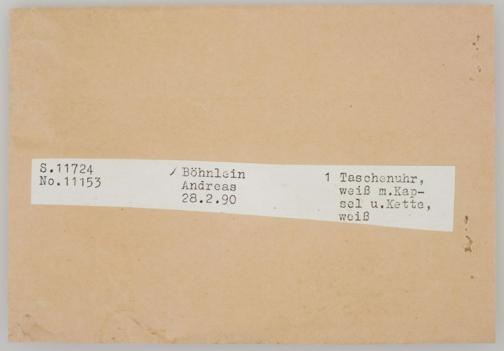 S.11724
No.11153
Böhnlein
Andreas
28.2.90
1 Taschenuhr,
weiß m.Kap-
sel u.Kette,
weiß